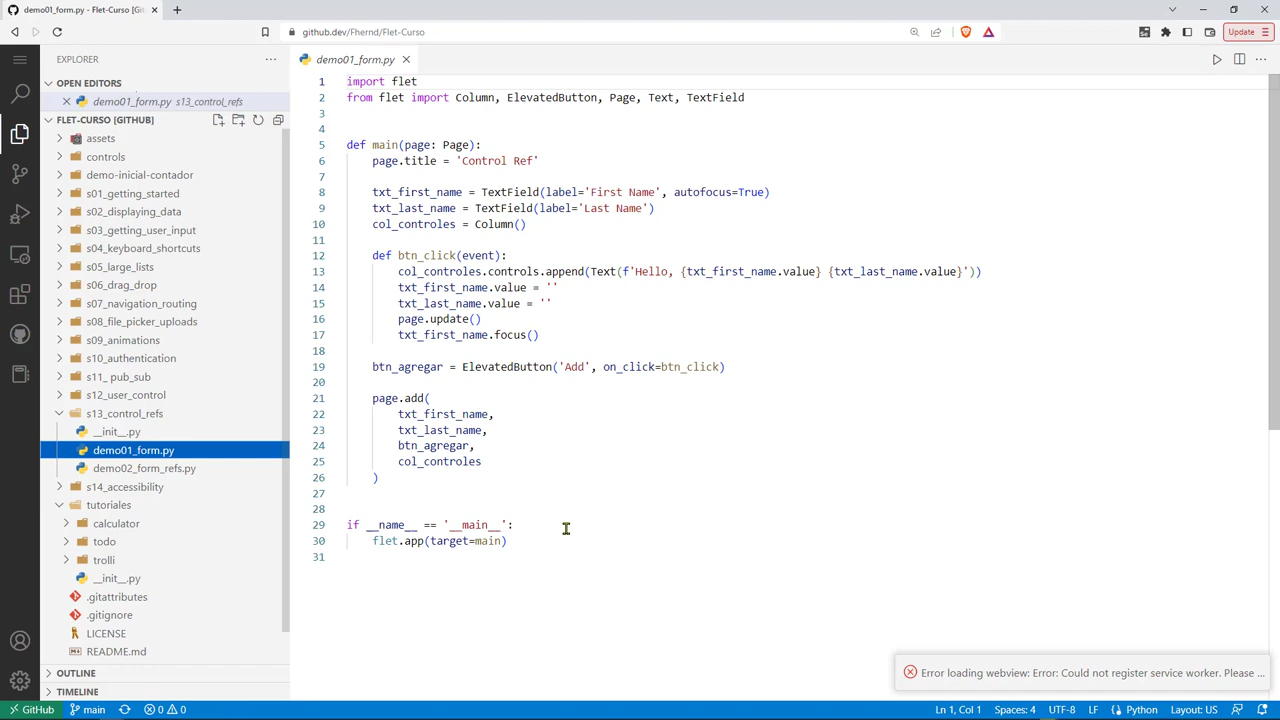 demo01_form.py - Flet-Curso [Git
github.dev/Fhernd/Flet-Curso
Update
EXPLORER
OPEN EDITORS
demo01_form.py s13_control_refs
FLET-CURSO [GITHUB]
assets
controls
demo-inicial-contador
s01_getting_started
s02_displaying_data
s03_getting_user_input
s04_keyboard_shortcuts
s05_large_lists
s06_drag_drop
s07_navigation_routing
s08_file_picker_uploads
s09_animations
s10_authentication
s11_ pub_sub
s12_user_control
s13_control_refs
__init__.py
demo01_form.py
demo02_form_refs.py
s14_accessibility
tutoriales
calculator
todo
trolli
__init__.py
.gitattributes
.gitignore
LICENSE
README.md
OUTLINE
TIMELINE
demo01_form.py
1 import flet
2 from flet import Column, ElevatedButton, Page, Text, TextField
3
4
5 def main(page: Page):
6 page.title = 'Control Ref'
7
8 txt_first_name = TextField(label='First Name', autofocus=True)
9 txt_last_name = TextField(label='Last Name')
10 col_controles = Column()
11
12 def btn_click(event):
13 col_controles.controls.append(Text(f'Hello, {txt_first_name.value} {txt_last_name.value}'))
14 txt_first_name.value = ''
15 txt_last_name.value = ''
16 page.update()
17 txt_first_name.focus()
18
19 btn_agregar = ElevatedButton('Add', on_click=btn_click)
20
21 page.add(
22 txt_first_name,
23 txt_last_name,
24 btn_agregar,
25 col_controles
26 )
27
28
29 if __name__ == '__main__':
30 flet.app(target=main)
31
Error loading webview: Error: Could not register service worker. Please ...
GitHub
main
0 0
Ln 1, Col 1
Spaces: 4
UTF-8
LF
Python
Layout: US